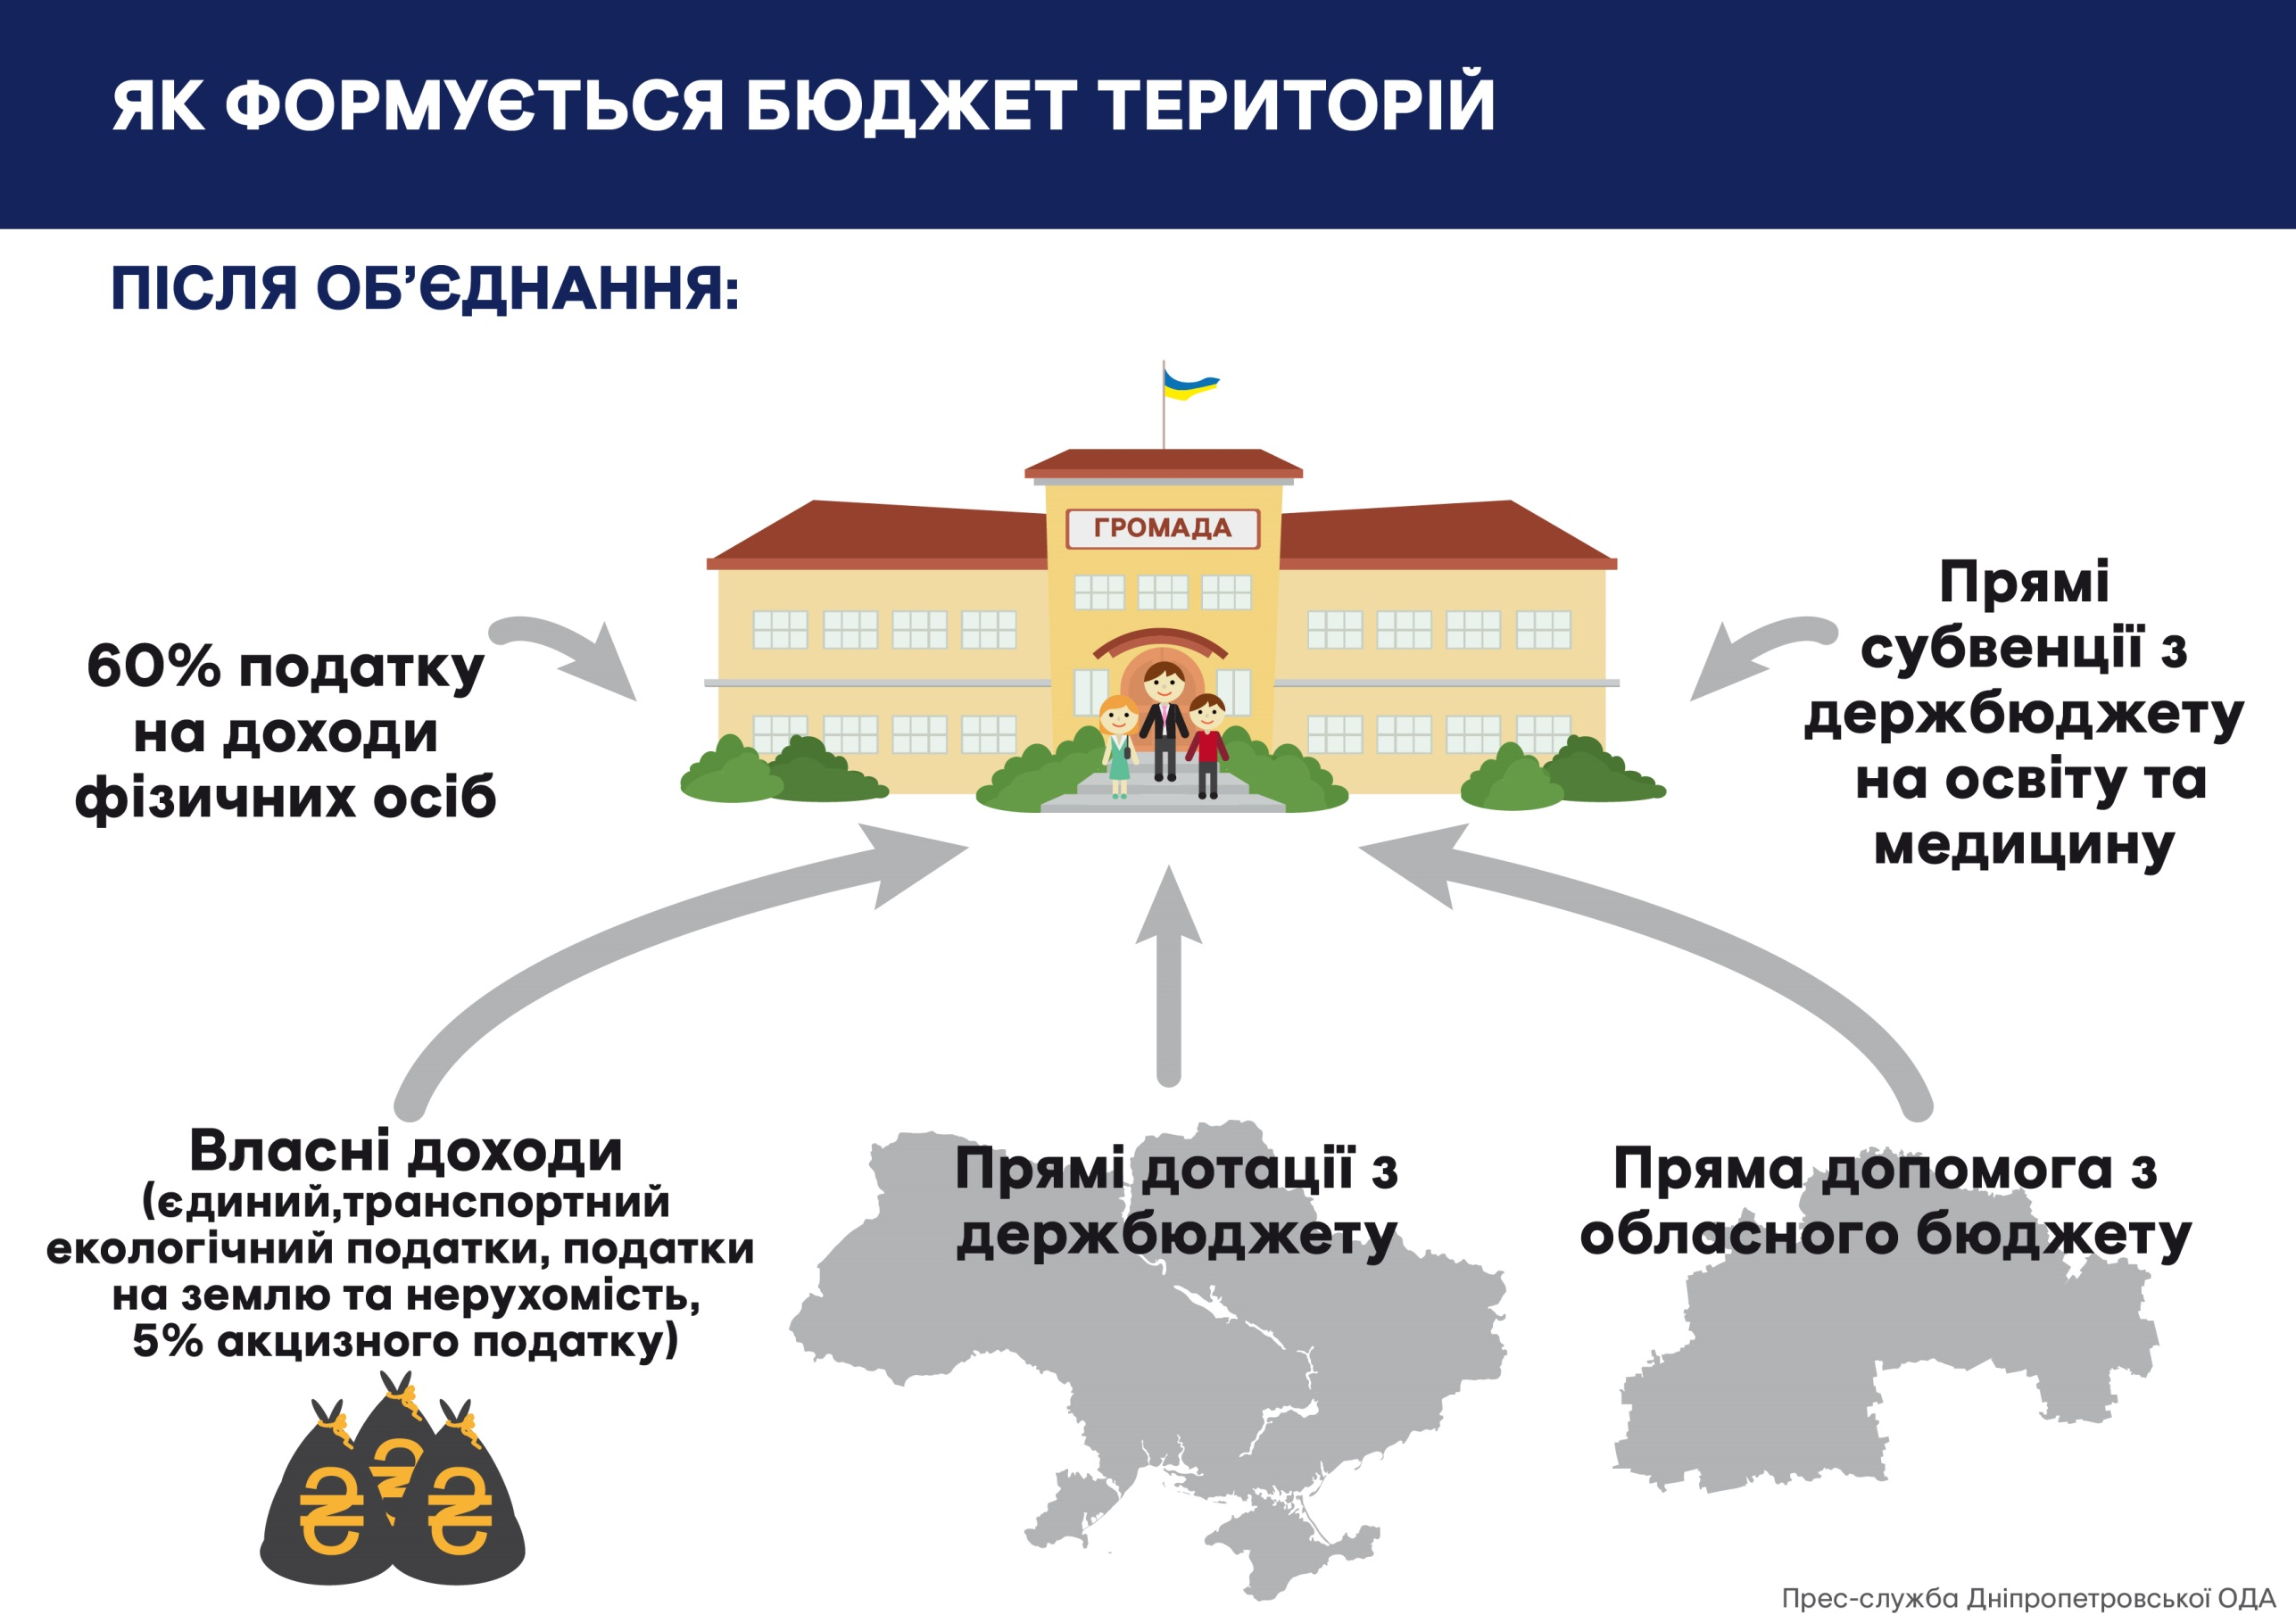 ЯК ФОРМУЄТЬСЯ БЮДЖЕТ ТЕРИТОРІЙ
ПІСЛЯ ОБ’ЄДНАННЯ:
ГРОМАДА
60% податку
на доходи
фізичних осіб
Прямі
субвенції з
держбюджету
на освіту та
медицину
Власні доходи
(єдиний,транспортний
екологічний податки, податки
на землю та нерухомість,
5% акцизного податку)
Прямі дотації з
держбюджету
Пряма допомога з
обласного бюджету
₴ ₴ ₴
Прес-служба Дніпропетровської ОДА